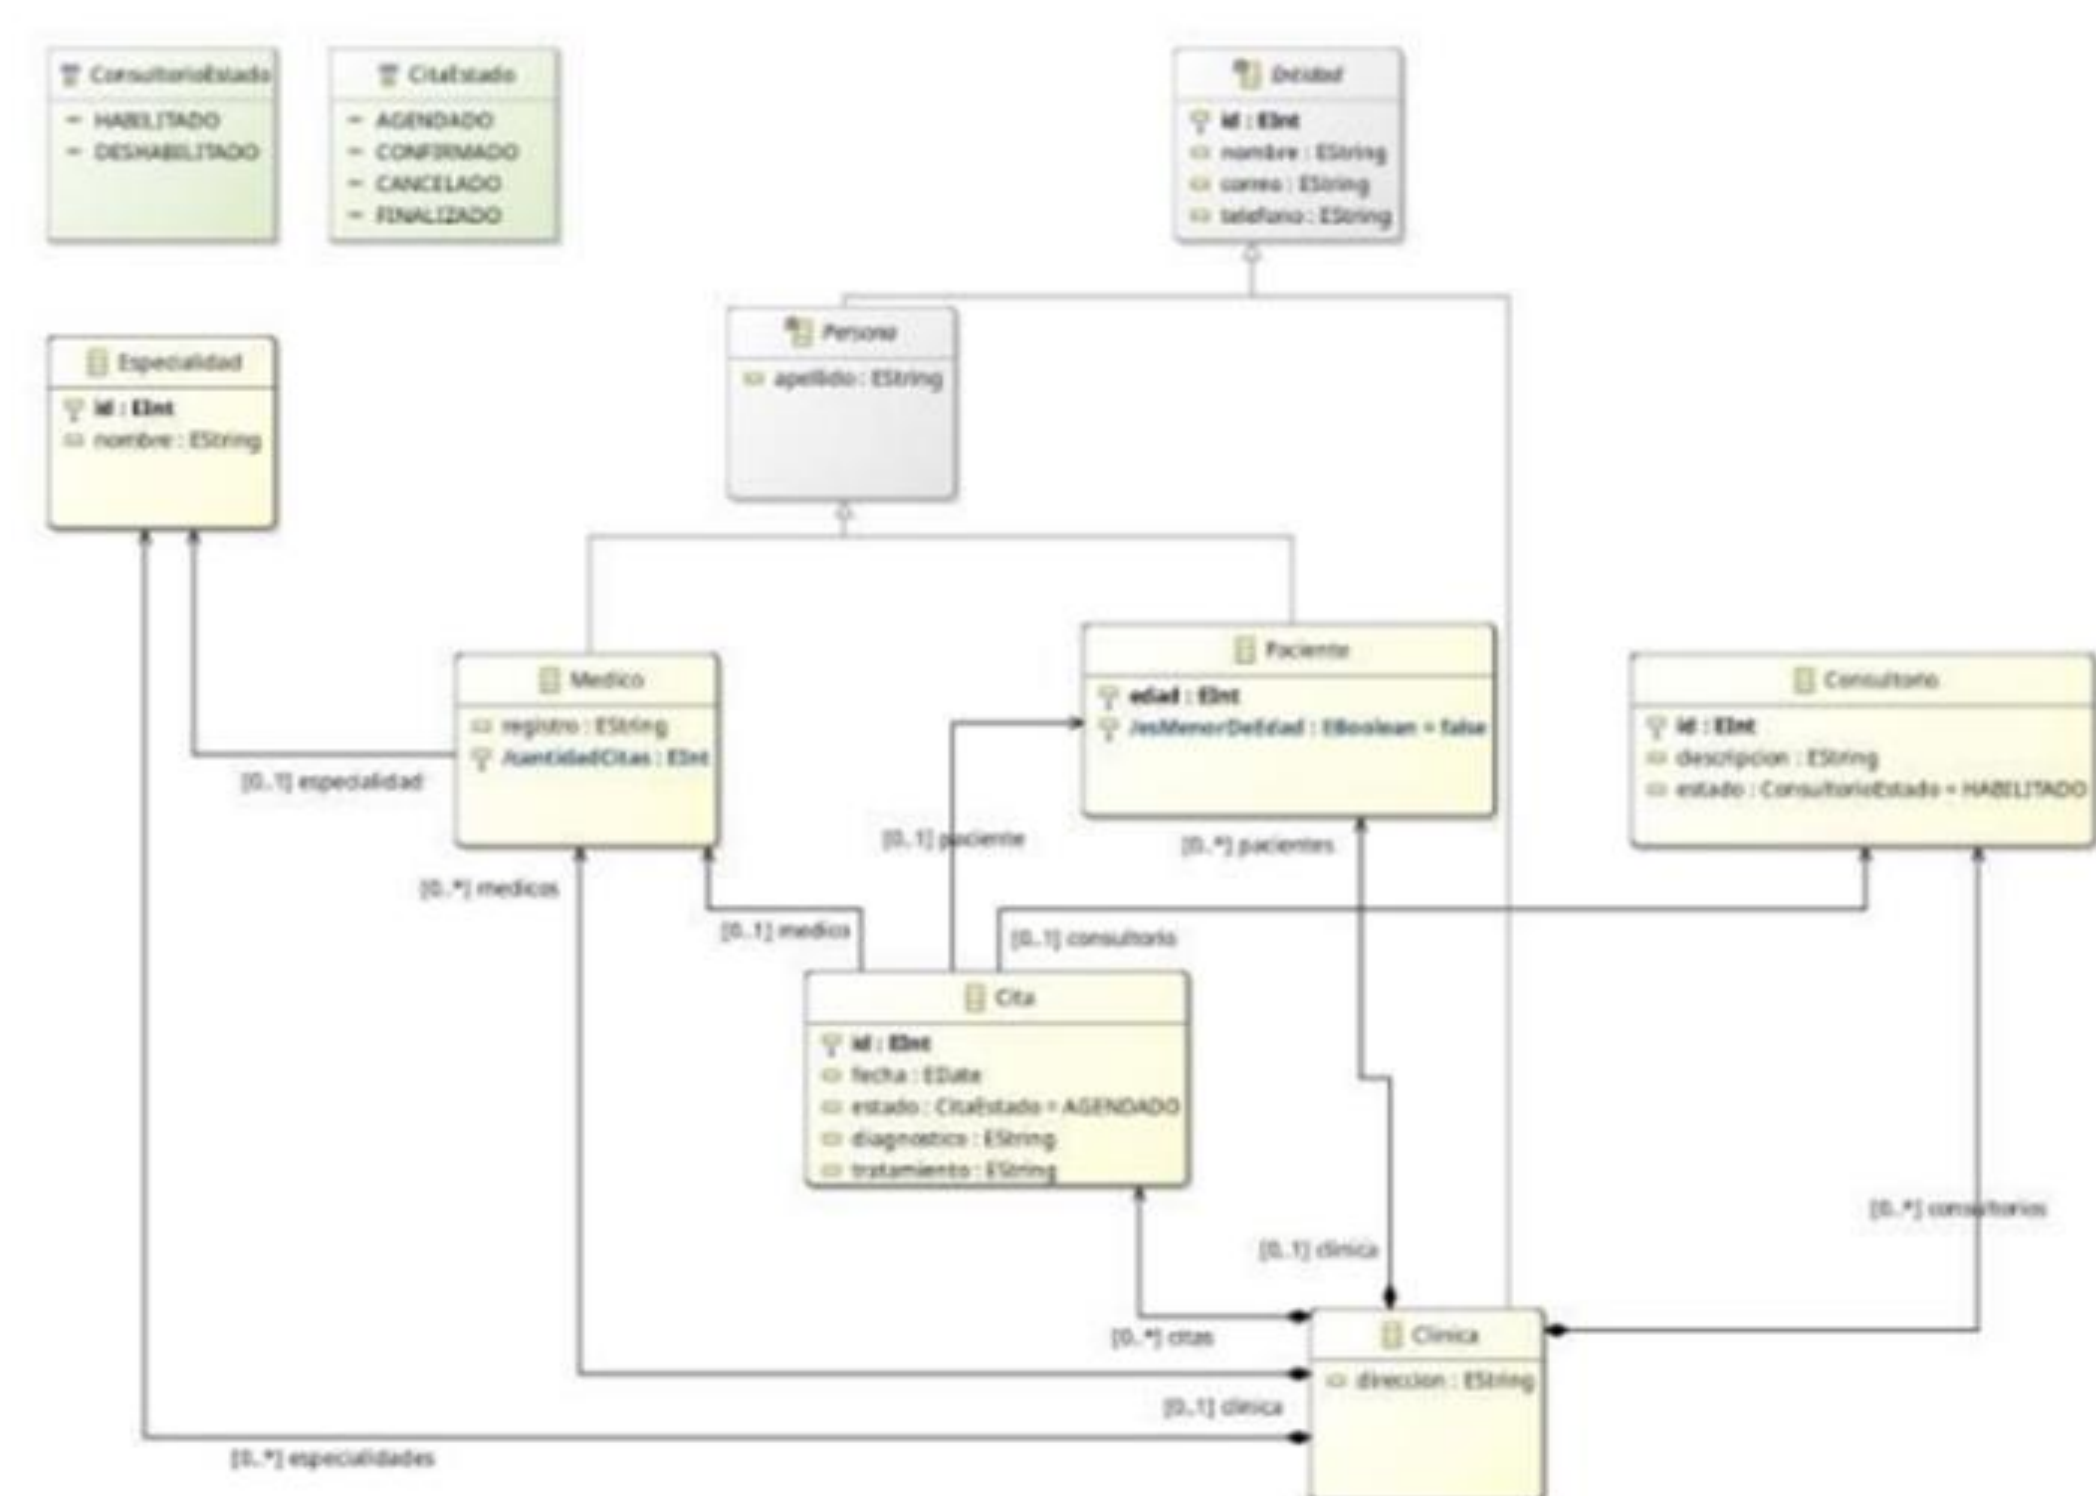 ConsultorioEstado
HABILITADO
DESHABILITADO
CitaEstado
AGENDADO
CONFIRMADO
CANCELADO
FINALIZADO
Entidad
id : EInt
nombre : EString
correo : EString
telefono : EString
Persona
apellido : EString
Especialidad
id : EInt
nombre : EString
Medico
registro : EString
/cantidadCitas : EInt
Paciente
edad : EInt
/esMenorDeEdad : EBoolean = false
Consultorio
id : EInt
descripcion : EString
estado : ConsultorioEstado = HABILITADO
[0..1] especialidad
[0..1] paciente
[0..*] pacientes
[0..*] medicos
[0..1] medico
[0..1] consultorio
Cita
id : EInt
fecha : EDate
estado : CitaEstado = AGENDADO
diagnostico : EString
tratamiento : EString
[0..*] consultorios
[0..1] clinica
[0..*] citas
Clinica
direccion : EString
[0..1] clinica
[0..*] especialidades